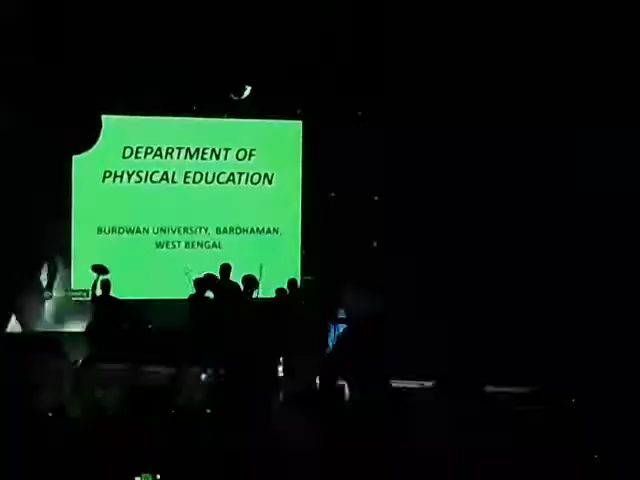 DEPARTMENT OF
PHYSICAL EDUCATION
BURDWAN UNIVERSITY, BARDHAMAN,
WEST BENGAL